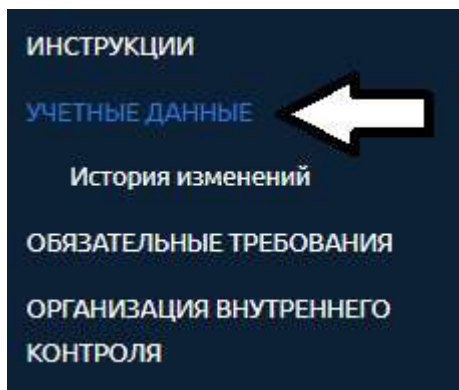 ИНСТРУКЦИИ
УЧЕТНЫЕ ДАННЫЕ
История изменений
ОБЯЗАТЕЛЬНЫЕ ТРЕБОВАНИЯ
ОРГАНИЗАЦИЯ ВНУТРЕННЕГО
КОНТРОЛЯ